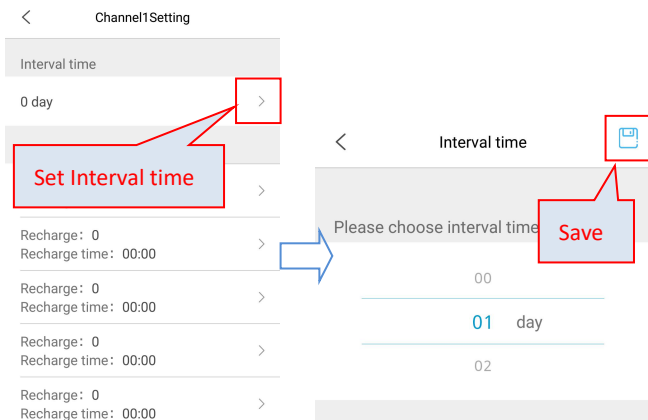 Channel1Setting
Interval time
0 day
Set Interval time
Recharge: 0
Recharge time: 00:00
Recharge: 0
Recharge time: 00:00
Recharge: 0
Recharge time: 00:00
Recharge: 0
Recharge time: 00:00
Interval time
Please choose interval time
Save
00
01 day
02